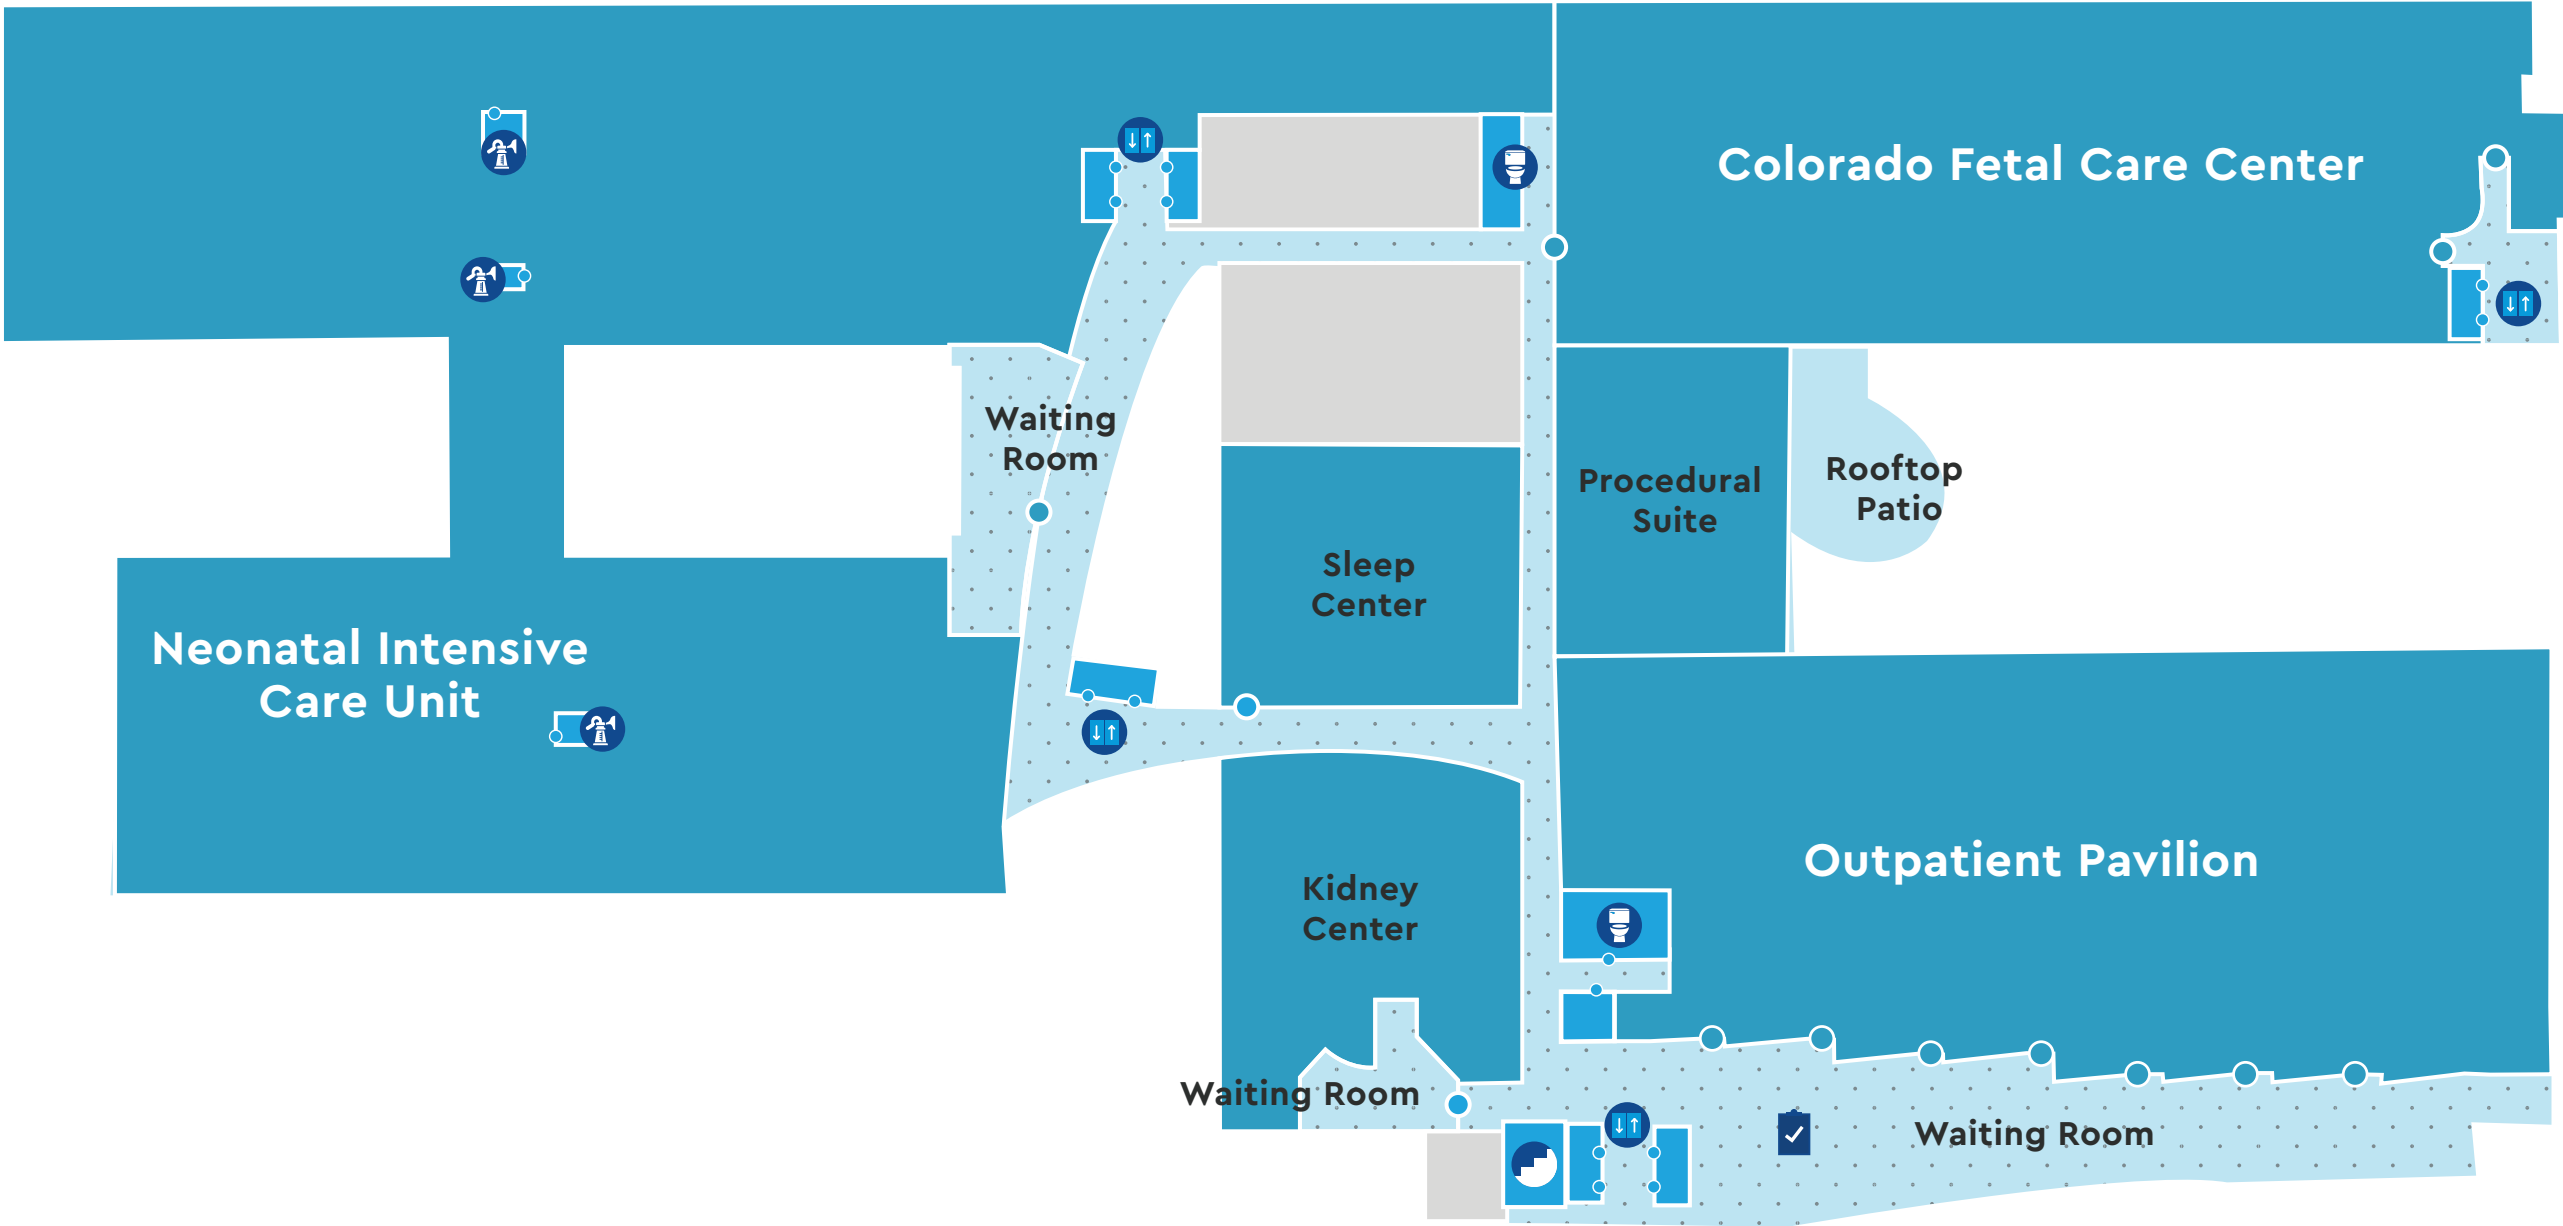 Colorado Fetal Care Center
Waiting
Room
Procedural
Suite
Rooftop
Patio
Sleep
Center
Neonatal Intensive
Care Unit
Kidney
Center
Outpatient Pavilion
Waiting Room
Waiting Room